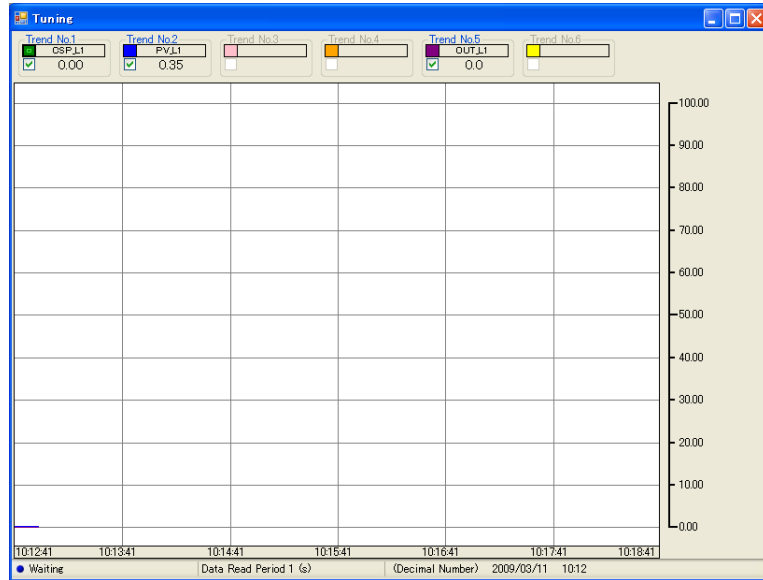 Tuning
Trend No.1 Trend No.2 Trend No.3 Trend No.4 Trend No.5 Trend No.6
CSP_L1 PV_L1 OUT_L1
0.00 0.35 0.0
100.00
90.00
80.00
70.00
60.00
50.00
40.00
30.00
20.00
10.00
0.00
10:12:41 10:13:41 10:14:41 10:15:41 10:16:41 10:17:41 10:18:41
Waiting Data Read Period 1 (s) (Decimal Number) 2009/03/11 10:12